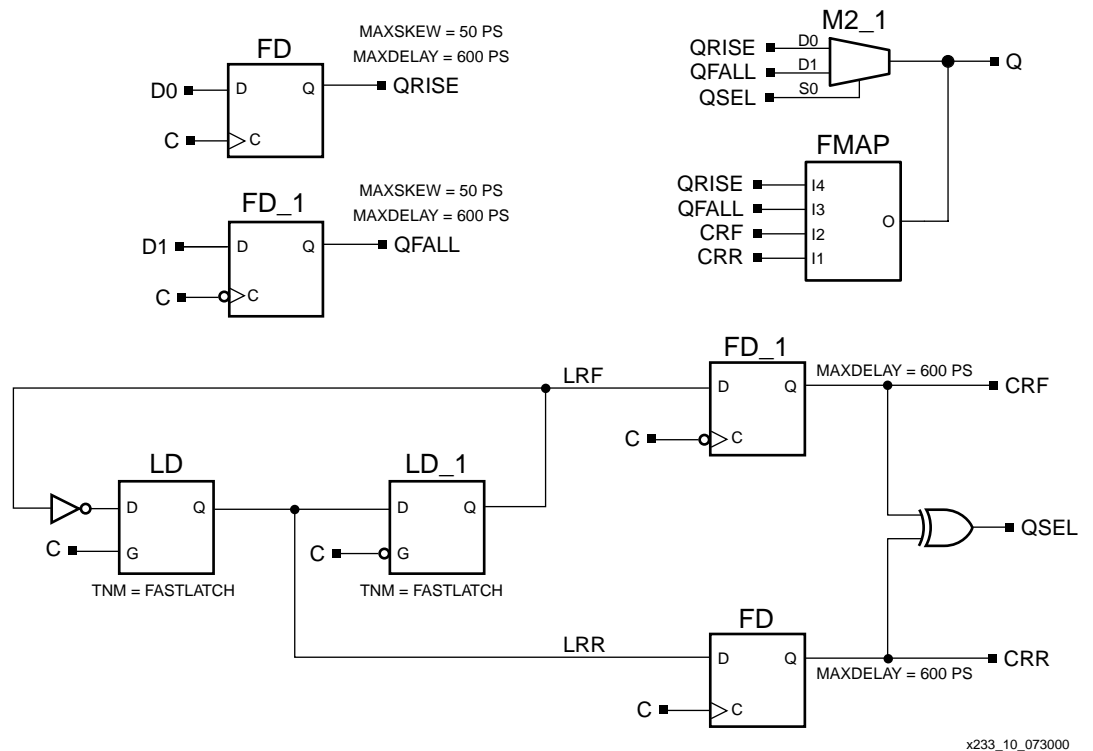 MAXSKEW = 50 PS
MAXDELAY = 600 PS
FD
D0
D
Q
QRISE
C
C
MAXSKEW = 50 PS
MAXDELAY = 600 PS
FD_1
D1
D
Q
QFALL
C
C
M2_1
QRISE
D0
QFALL
D1
QSEL
S0
Q
FMAP
QRISE
I4
QFALL
I3
CRF
I2
CRR
I1
O
LRF
FD_1
MAXDELAY = 600 PS
D
Q
CRF
C
C
LD
D
Q
C
G
TNM = FASTLATCH
LD_1
D
Q
C
G
TNM = FASTLATCH
QSEL
LRR
FD
D
Q
CRR
MAXDELAY = 600 PS
C
C
x233_10_073000